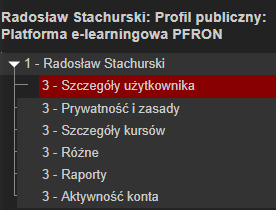 Radosław Stachurski: Profil publiczny:
Platforma e-learningowa PFRON
1 - Radosław Stachurski
3 - Szczegóły użytkownika
3 - Prywatność i zasady
3 - Szczegóły kursów
3 - Różne
3 - Raporty
3 - Aktywność konta